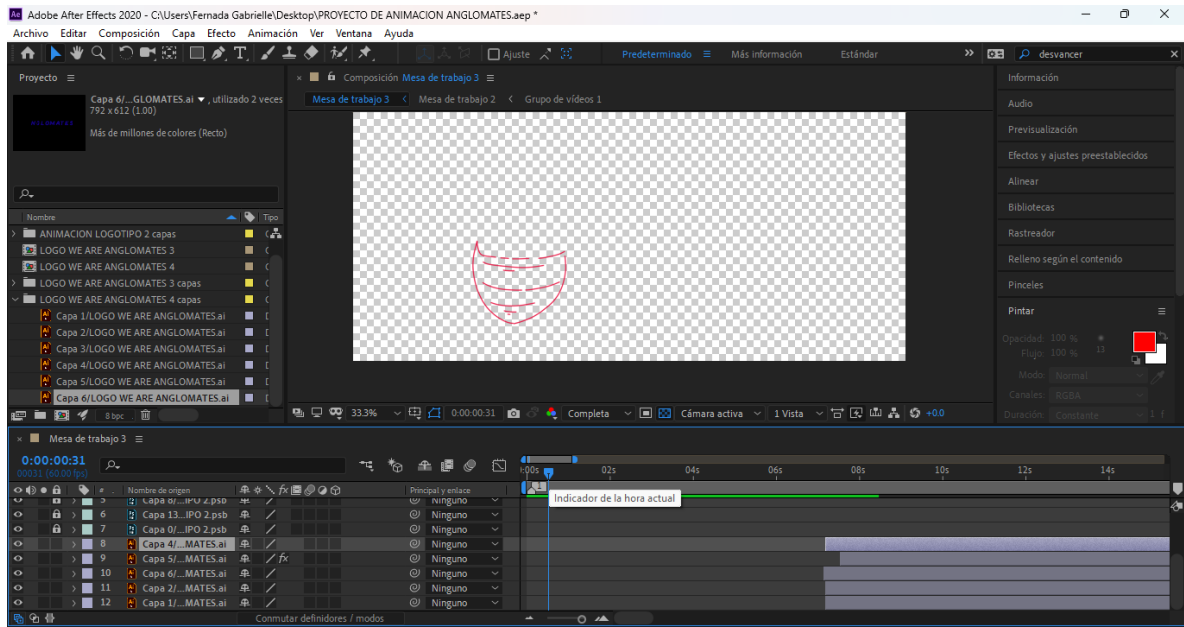 Adobe After Effects 2020 - C:\Users\Fernada Gabrielle\Desktop\PROYECTO DE ANIMACION ANGLOMATES.aep *
Archivo Editar Composición Capa Efecto Animación Ver Ventana Ayuda
Ajuste Predeterminado Más información Estándar desvancer
Proyecto
Composición Mesa de trabajo 3
Mesa de trabajo 3 Mesa de trabajo 2 Grupo de vídeos 1
Capa 6/...GLOMATES.ai , utilizado 2 veces
792 x 612 (1.00)
Más de millones de colores (Recto)
Nombre Tipo
ANIMACION LOGOTIPO 2 capas
LOGO WE ARE ANGLOMATES 3
LOGO WE ARE ANGLOMATES 4
LOGO WE ARE ANGLOMATES 3 capas
LOGO WE ARE ANGLOMATES 4 capas
Capa 1/LOGO WE ARE ANGLOMATES.ai
Capa 2/LOGO WE ARE ANGLOMATES.ai
Capa 3/LOGO WE ARE ANGLOMATES.ai
Capa 4/LOGO WE ARE ANGLOMATES.ai
Capa 5/LOGO WE ARE ANGLOMATES.ai
Capa 6/LOGO WE ARE ANGLOMATES.ai
8 bpc
33.3% 0:00:00:31 Completa Cámara activa 1 Vista +0.0
Información
Audio
Previsualización
Efectos y ajustes preestablecidos
Alinear
Bibliotecas
Rastreador
Relleno según el contenido
Pinceles
Pintar
Opacidad: 100 %
Flujo: 100 % 13
Modo: Normal
Canales: RGBA
Duración: Constante 1 f
Mesa de trabajo 3
0:00:00:31
00031 (60.00 fps)
:00s 02s 04s 06s 08s 10s 12s 14s
# Nombre de origen fx Principal y enlace 1
Indicador de la hora actual
5 Capa 8/...IPO 2.psb Ninguno
6 Capa 13...IPO 2.psb Ninguno
7 Capa 0/...IPO 2.psb Ninguno
8 Capa 4/...MATES.ai Ninguno
9 Capa 5/...MATES.ai fx Ninguno
10 Capa 6/...MATES.ai Ninguno
11 Capa 2/...MATES.ai Ninguno
12 Capa 1/...MATES.ai Ninguno
Conmutar definidores / modos